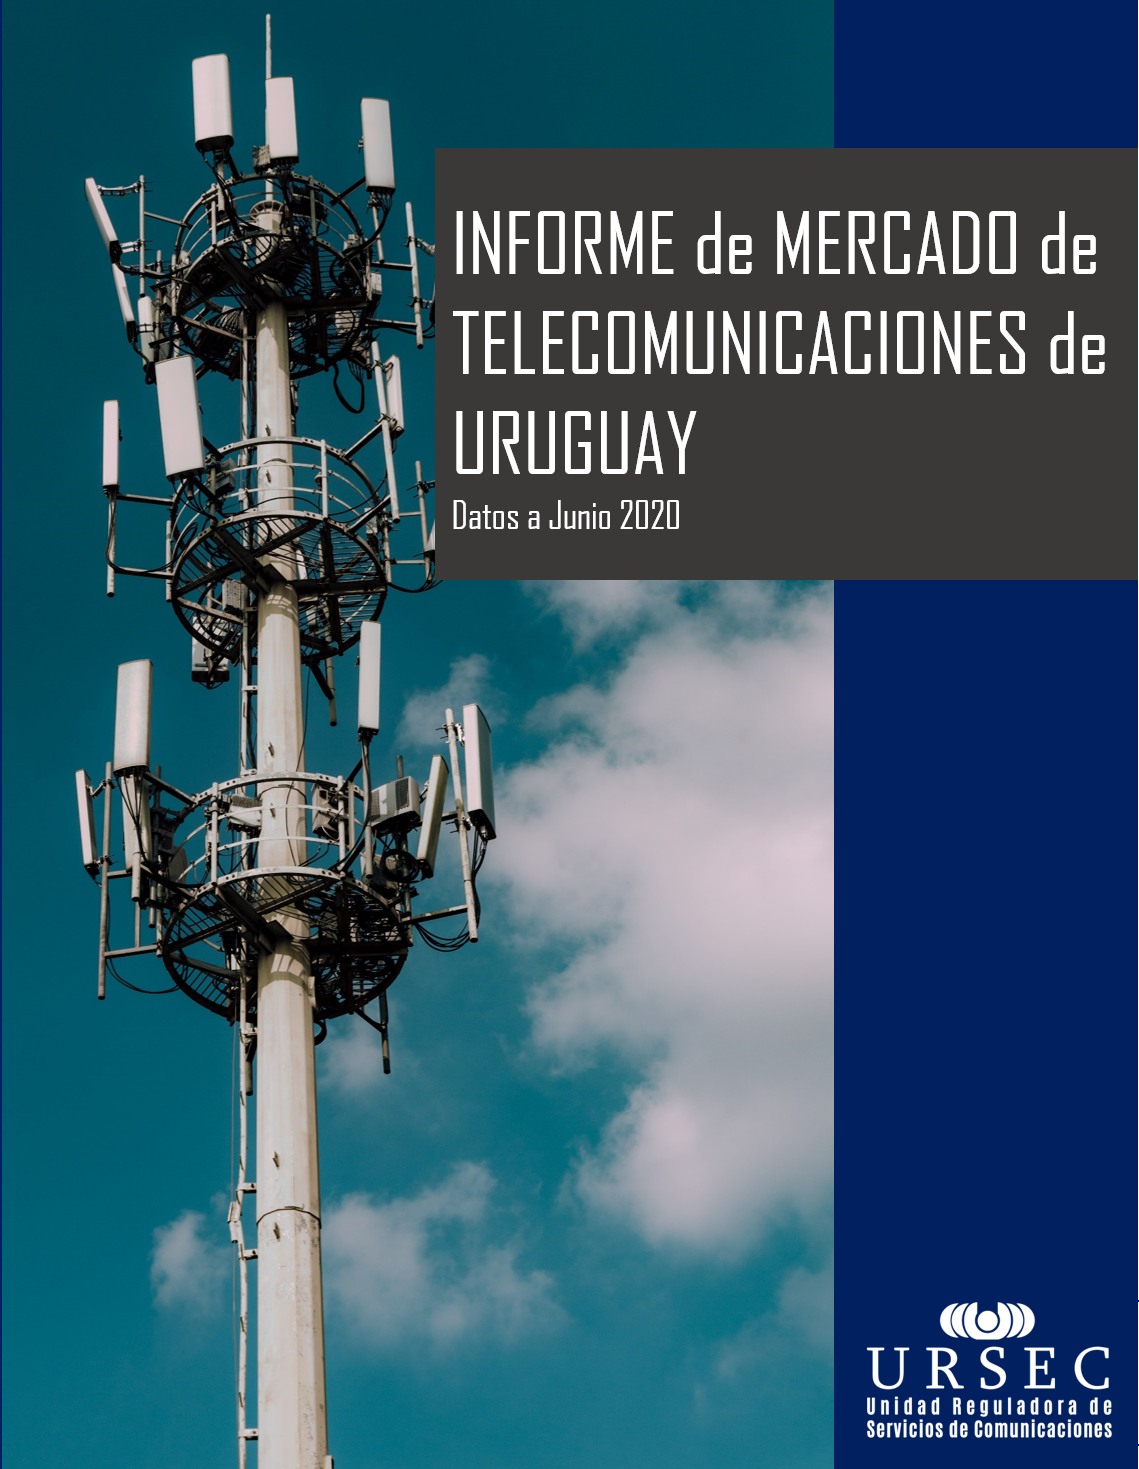 INFORME de MERCADO de
TELECOMUNICACIONES de
URUGUAY
Datos a Junio 2020
URSEC
Unidad Reguladora de
Servicios de Comunicaciones